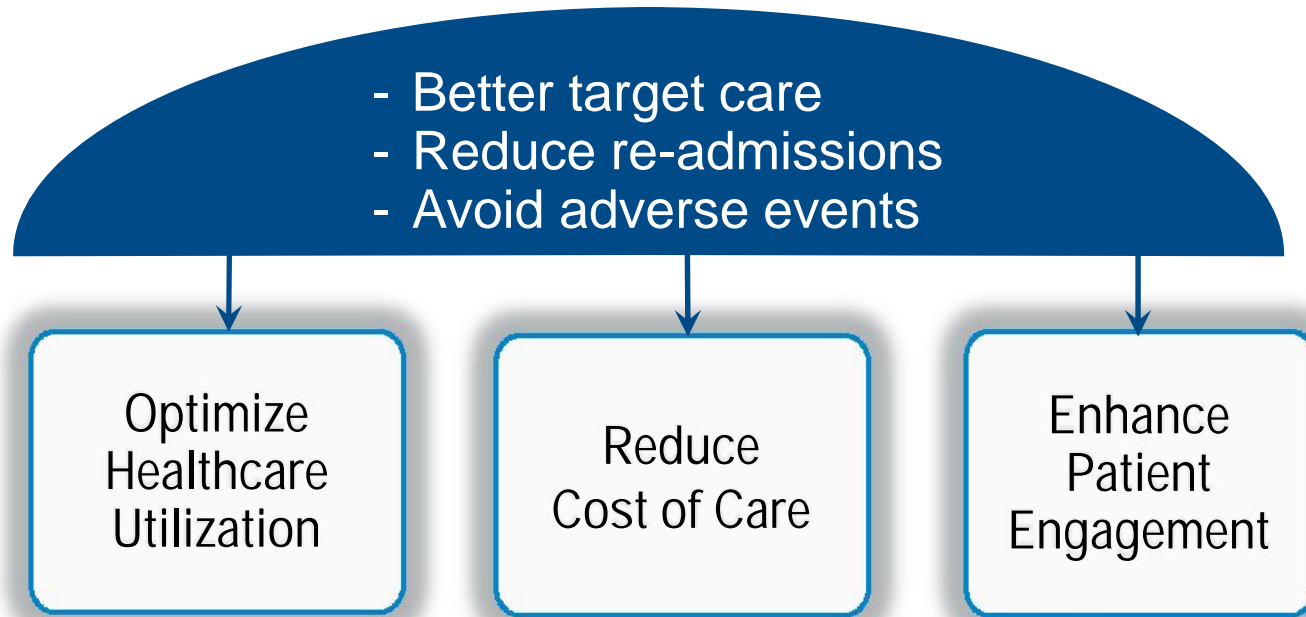 - Better target care
- Reduce re-admissions
- Avoid adverse events
Optimize
Healthcare
Utilization
Reduce
Cost of Care
Enhance
Patient
Engagement